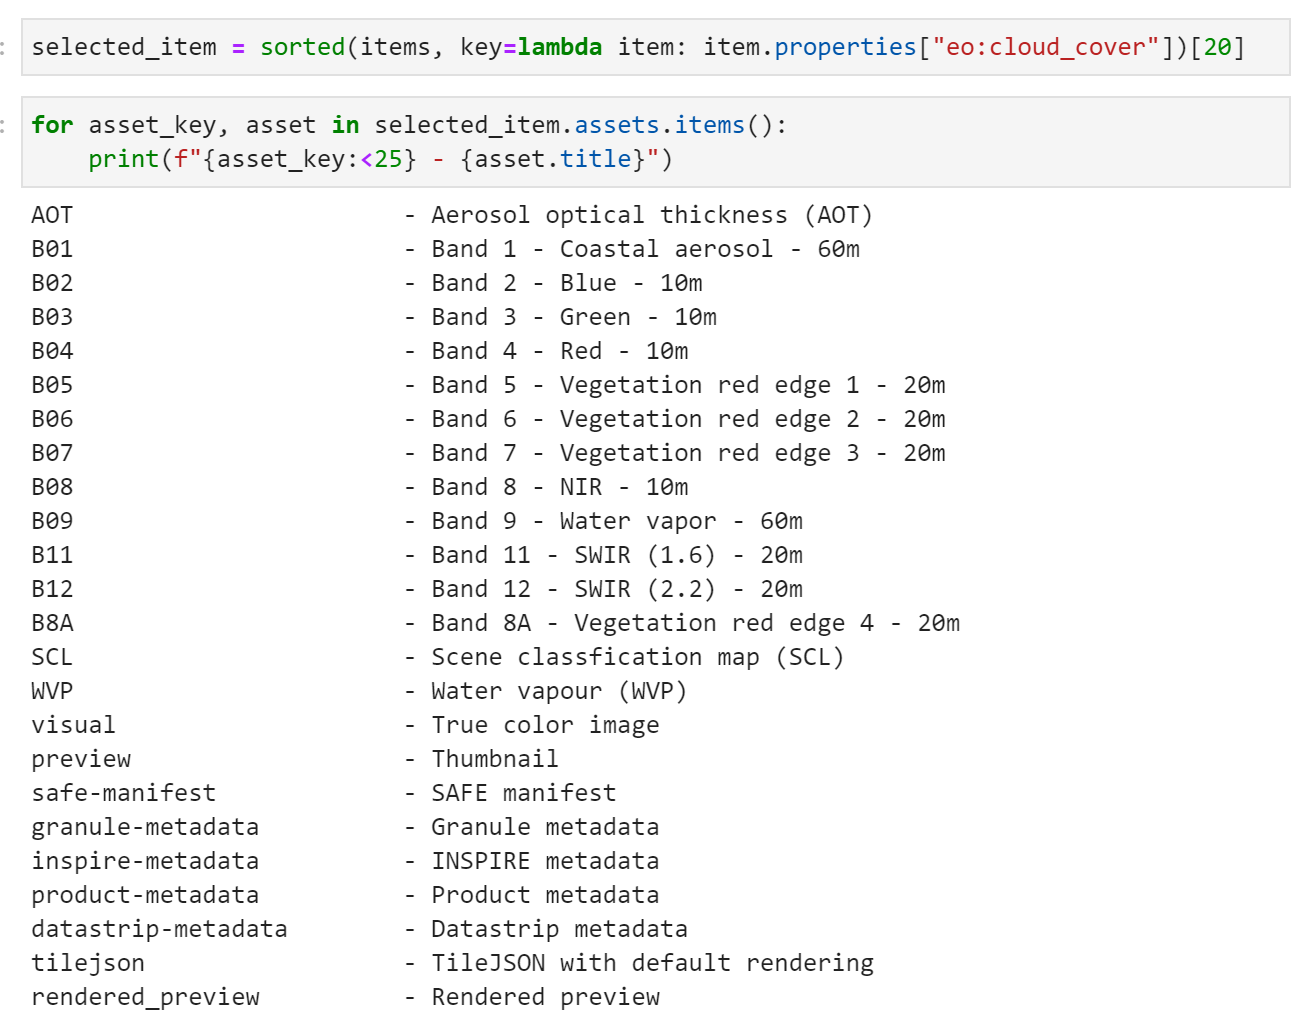 selected_item = sorted(items, key=lambda item: item.properties["eo:cloud_cover"])[20]
for asset_key, asset in selected_item.assets.items():
    print(f"{asset_key:<25} - {asset.title}")
AOT                       - Aerosol optical thickness (AOT)
B01                       - Band 1 - Coastal aerosol - 60m
B02                       - Band 2 - Blue - 10m
B03                       - Band 3 - Green - 10m
B04                       - Band 4 - Red - 10m
B05                       - Band 5 - Vegetation red edge 1 - 20m
B06                       - Band 6 - Vegetation red edge 2 - 20m
B07                       - Band 7 - Vegetation red edge 3 - 20m
B08                       - Band 8 - NIR - 10m
B09                       - Band 9 - Water vapor - 60m
B11                       - Band 11 - SWIR (1.6) - 20m
B12                       - Band 12 - SWIR (2.2) - 20m
B8A                       - Band 8A - Vegetation red edge 4 - 20m
SCL                       - Scene classfication map (SCL)
WVP                       - Water vapour (WVP)
visual                    - True color image
preview                   - Thumbnail
safe-manifest             - SAFE manifest
granule-metadata          - Granule metadata
inspire-metadata          - INSPIRE metadata
product-metadata          - Product metadata
datastrip-metadata        - Datastrip metadata
tilejson                  - TileJSON with default rendering
rendered_preview          - Rendered preview